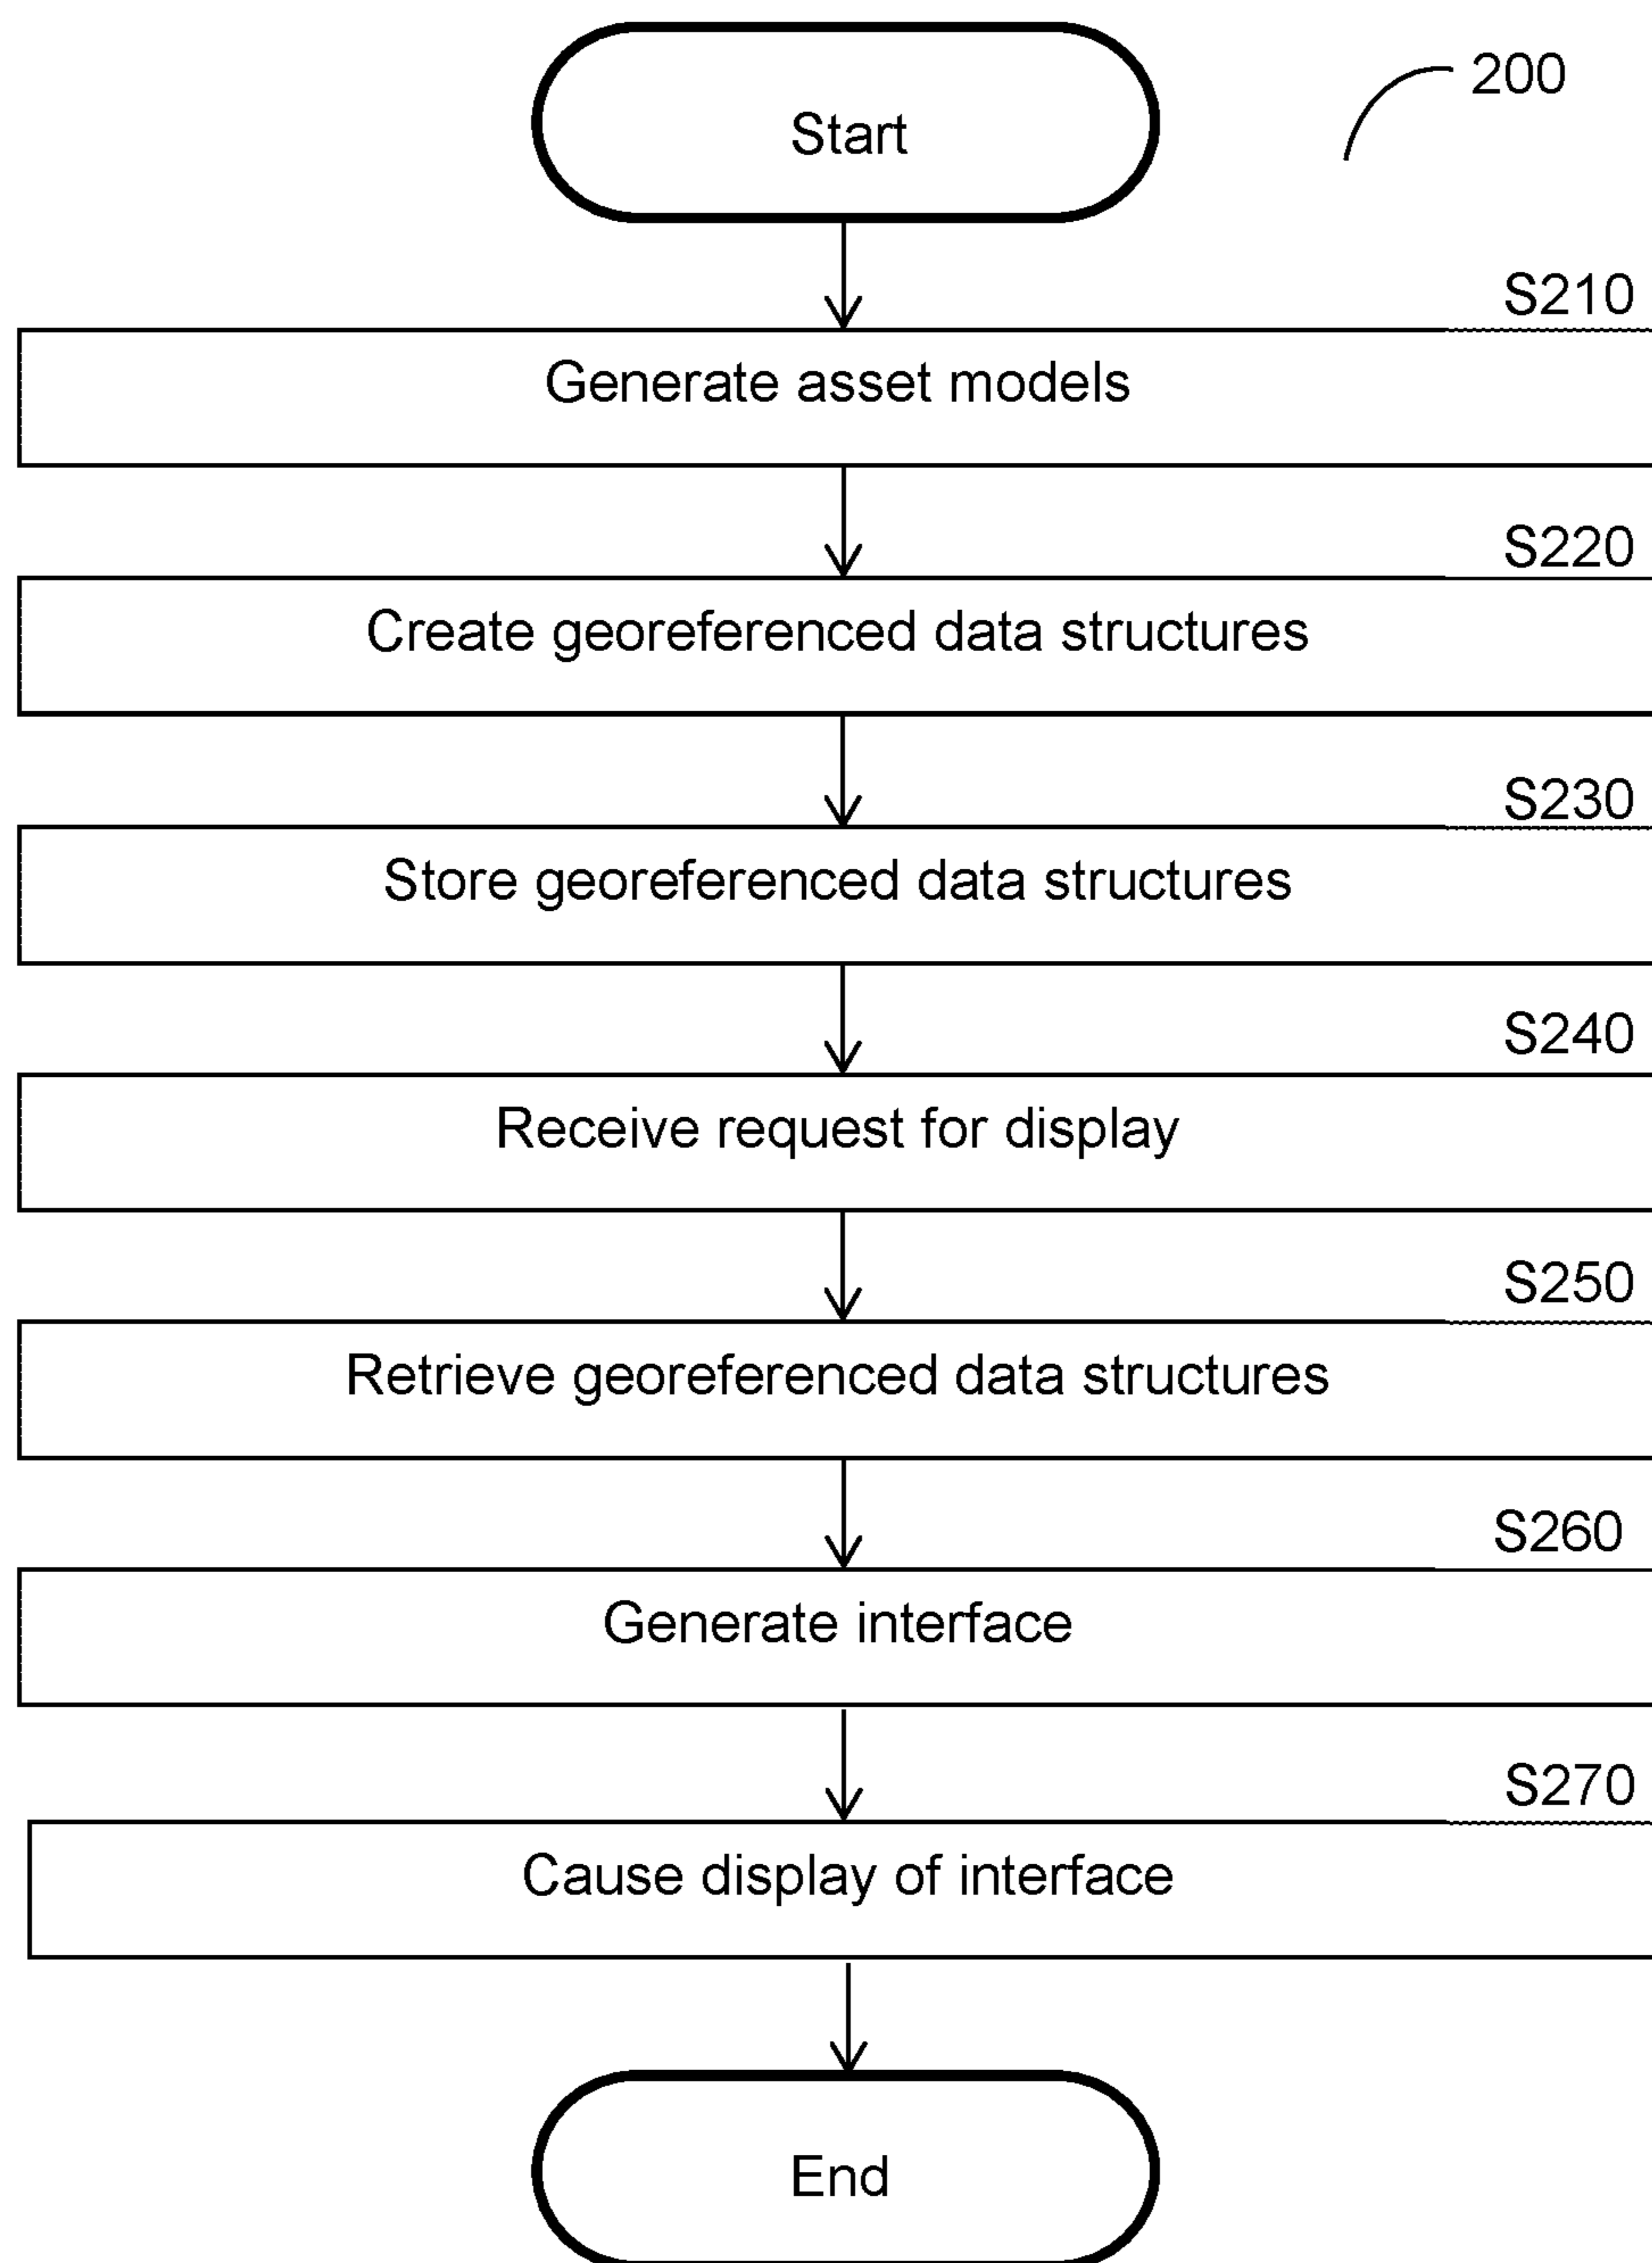 Start
200
S210
Generate asset models
S220
Create georeferenced data structures
S230
Store georeferenced data structures
S240
Receive request for display
S250
Retrieve georeferenced data structures
S260
Generate interface
S270
Cause display of interface
End